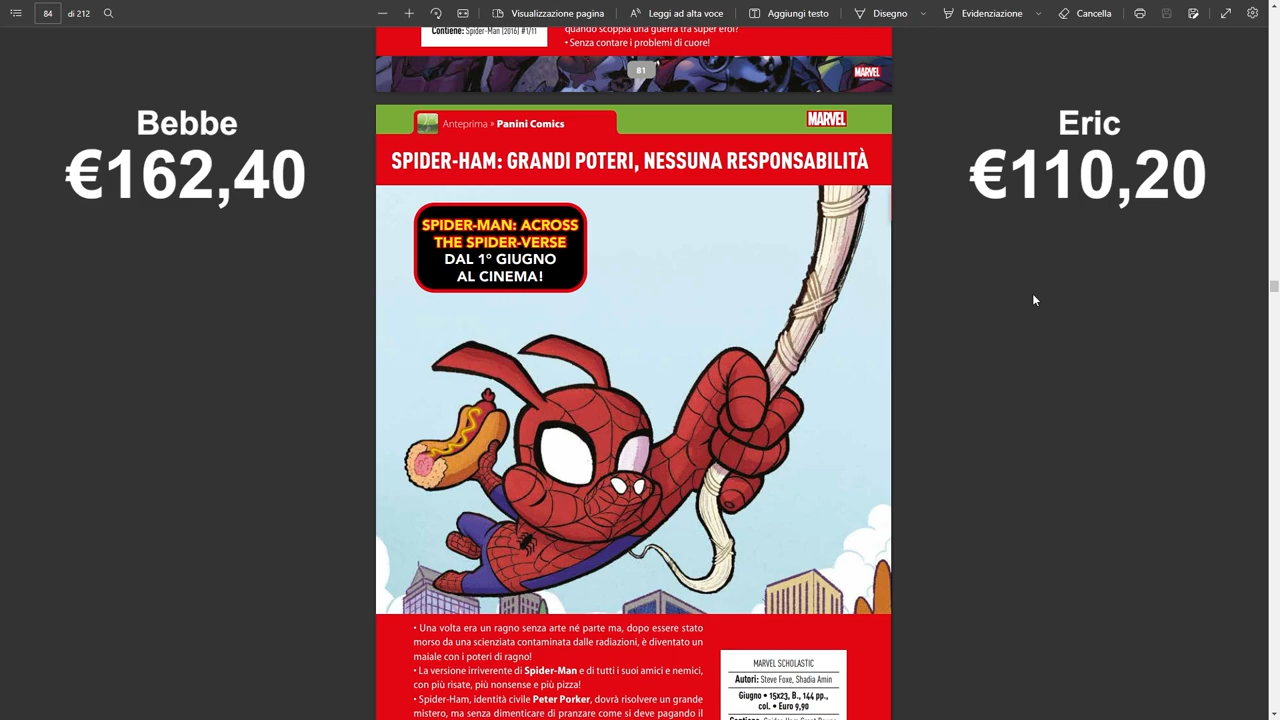 84 di 212 Visualizzazione pagina Leggi ad alta voce Aggiungi testo Disegno Evidenziazione Cancella
Contiene: Spider-Man (2016) #1/11
quando scoppia una guerra tra super eroi?
• Senza contare i problemi di cuore!
81
MARVEL
Anteprima » Panini Comics
MARVEL
SPIDER-HAM: GRANDI POTERI, NESSUNA RESPONSABILITÀ
Bebbe
€162,40
Eric
€110,20
SPIDER-MAN: ACROSS
THE SPIDER-VERSE
DAL 1° GIUGNO
AL CINEMA!
• Una volta era un ragno senza arte né parte ma, dopo essere stato
morso da una scienziata contaminata dalle radiazioni, è diventato un
maiale con i poteri di ragno!
• La versione irriverente di Spider-Man e di tutti i suoi amici e nemici,
con più risate, più nonsense e più pizza!
• Spider-Ham, identità civile Peter Porker, dovrà risolvere un grande
mistero, ma senza dimenticare di pranzare come si deve pagando il
MARVEL SCHOLASTIC
Autori: Steve Foxe, Shadia Amin
Giugno • 15x23, B., 144 pp.,
col. • Euro 9,90